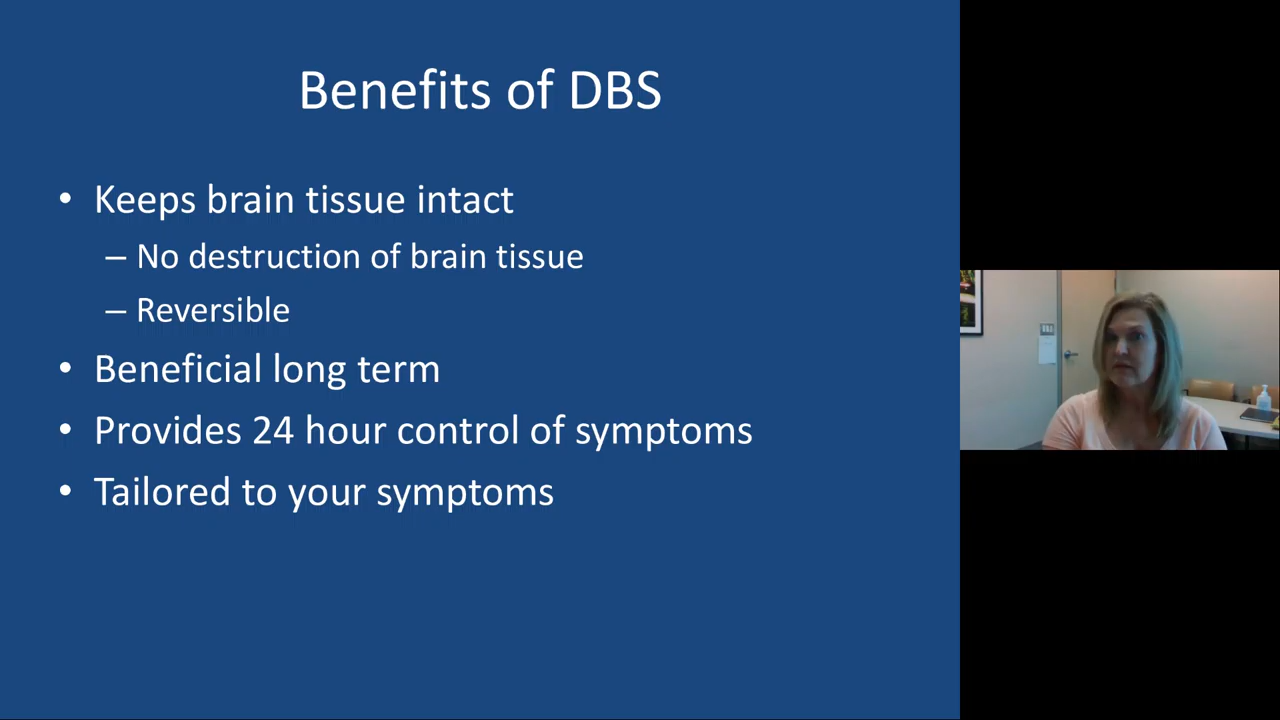 Benefits of DBS
• Keeps brain tissue intact
– No destruction of brain tissue
– Reversible
• Beneficial long term
• Provides 24 hour control of symptoms
• Tailored to your symptoms